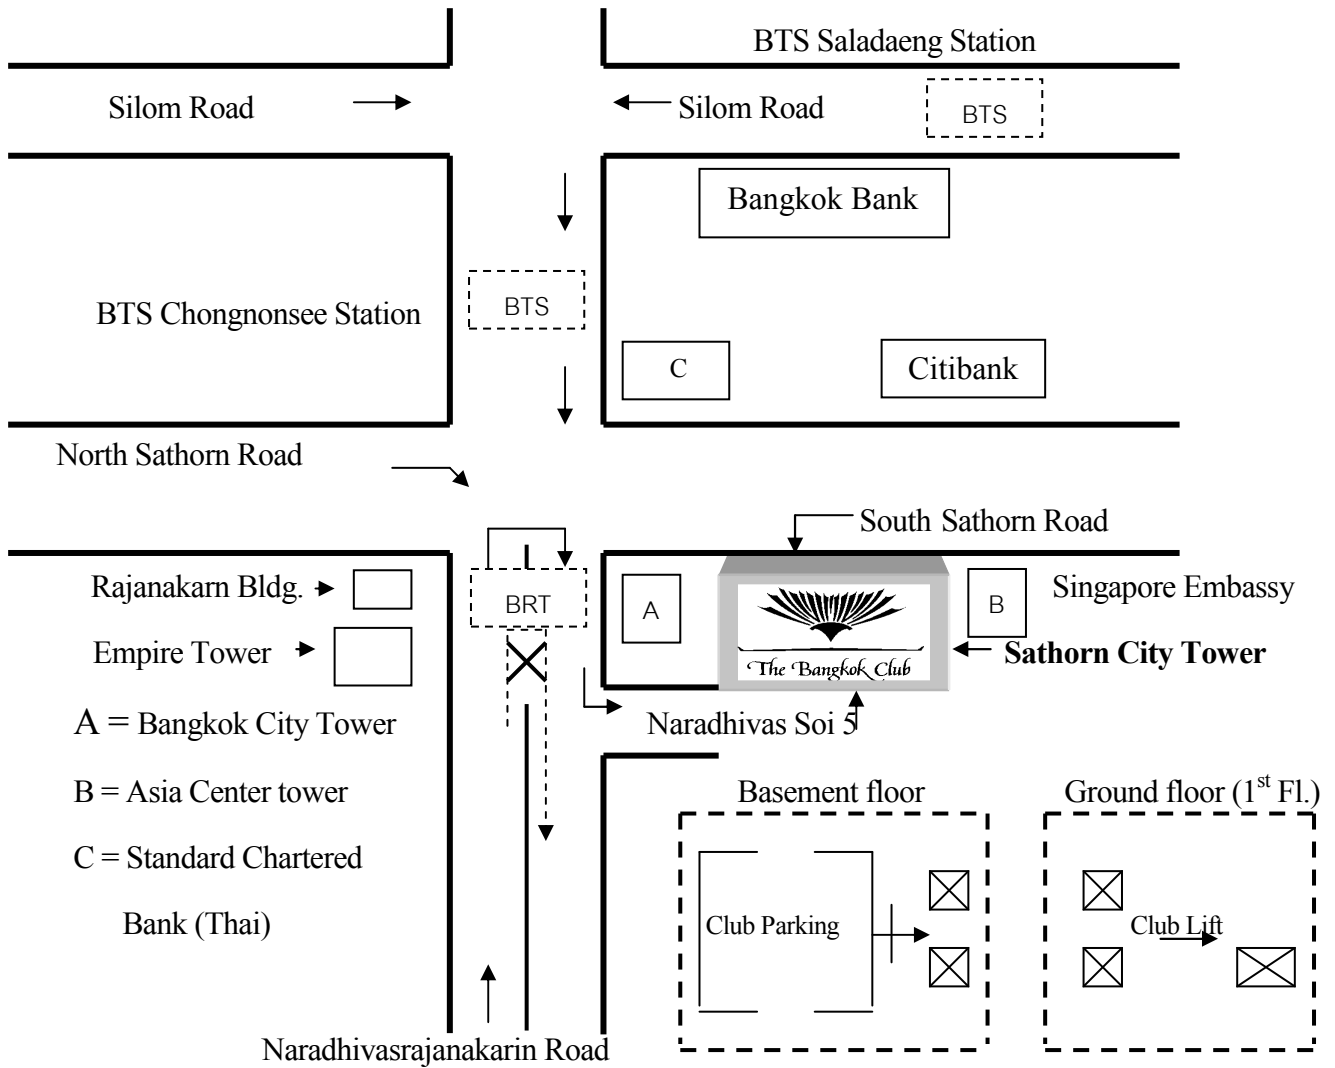 BTS Saladaeng Station
Silom Road
Silom Road
BTS
Bangkok Bank
BTS Chongnonsee Station
BTS
C
Citibank
North Sathorn Road
South Sathorn Road
Rajanakarn Bldg.
BRT
A
B
Singapore Embassy
Empire Tower
The Bangkok Club
Sathorn City Tower
A = Bangkok City Tower
Naradhivas Soi 5
B = Asia Center tower
Basement floor
Ground floor (1st Fl.)
C = Standard Chartered
Bank (Thai)
Club Parking
Club Lift
Naradhivasrajanakarin Road